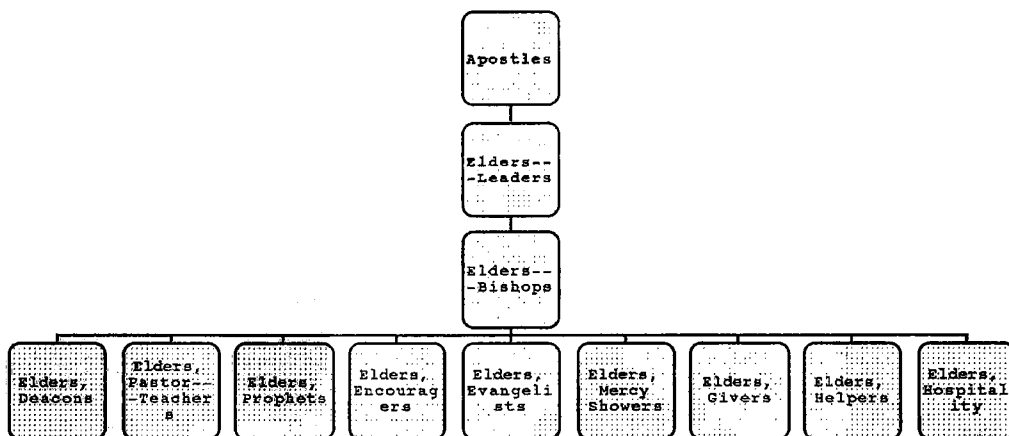 Apostles
Elders--
-Leaders
Elders--
-Bishops
Elders,
Deacons
Elders,
Pastor--
-Teacher
s
Elders,
Prophets
Elders,
Encourag
ers
Elders,
Evangeli
sts
Elders,
Mercy
Showers
Elders,
Givers
Elders,
Helpers
Elders,
Hospital
ity